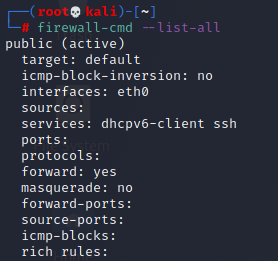 ┌──(root💀kali)-[~]
└─# firewall-cmd --list-all
public (active)
  target: default
  icmp-block-inversion: no
  interfaces: eth0
  sources:
  services: dhcpv6-client ssh
  ports:
  protocols:
  forward: yes
  masquerade: no
  forward-ports:
  source-ports:
  icmp-blocks:
  rich rules: